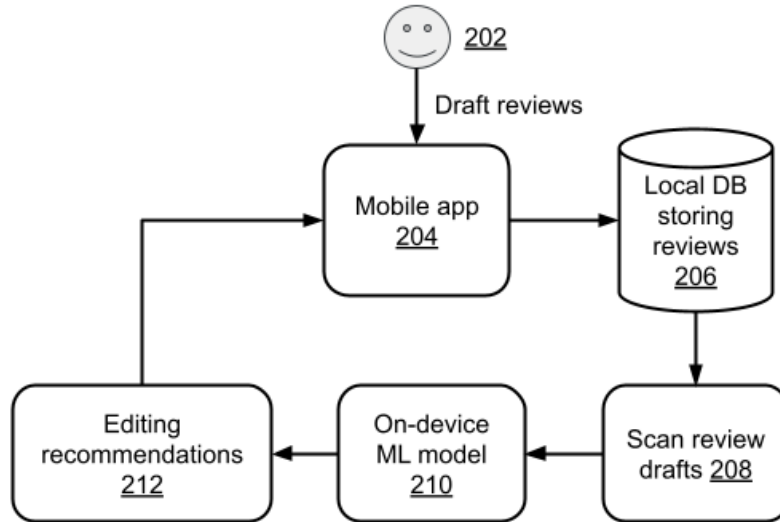 202
Draft reviews
Mobile app
204
Local DB
storing
reviews
206
Editing
recommendations
212
On-device
ML model
210
Scan review
drafts 208